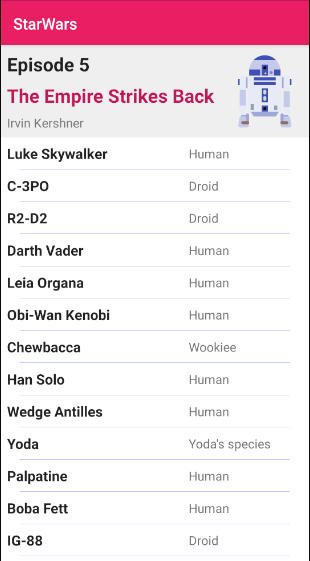 StarWars
Episode 5
The Empire Strikes Back
Irvin Kershner
Luke Skywalker Human
C-3PO Droid
R2-D2 Droid
Darth Vader Human
Leia Organa Human
Obi-Wan Kenobi Human
Chewbacca Wookiee
Han Solo Human
Wedge Antilles Human
Yoda Yoda's species
Palpatine Human
Boba Fett Human
IG-88 Droid